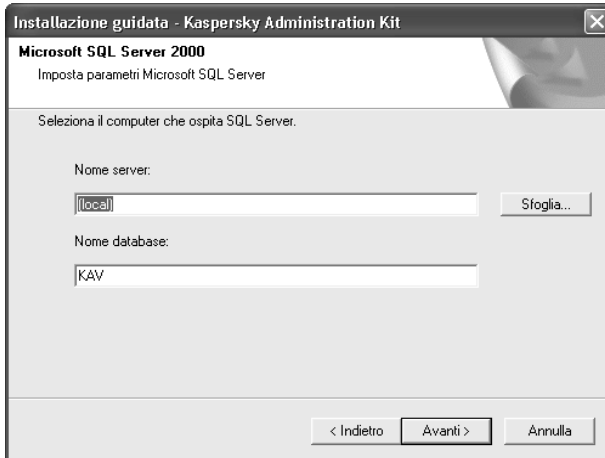 Installazione guidata - Kaspersky Administration Kit
Microsoft SQL Server 2000
Imposta parametri Microsoft SQL Server
Seleziona il computer che ospita SQL Server.
Nome server:
(local)
Sfoglia...
Nome database:
KAV
< Indietro
Avanti >
Annulla